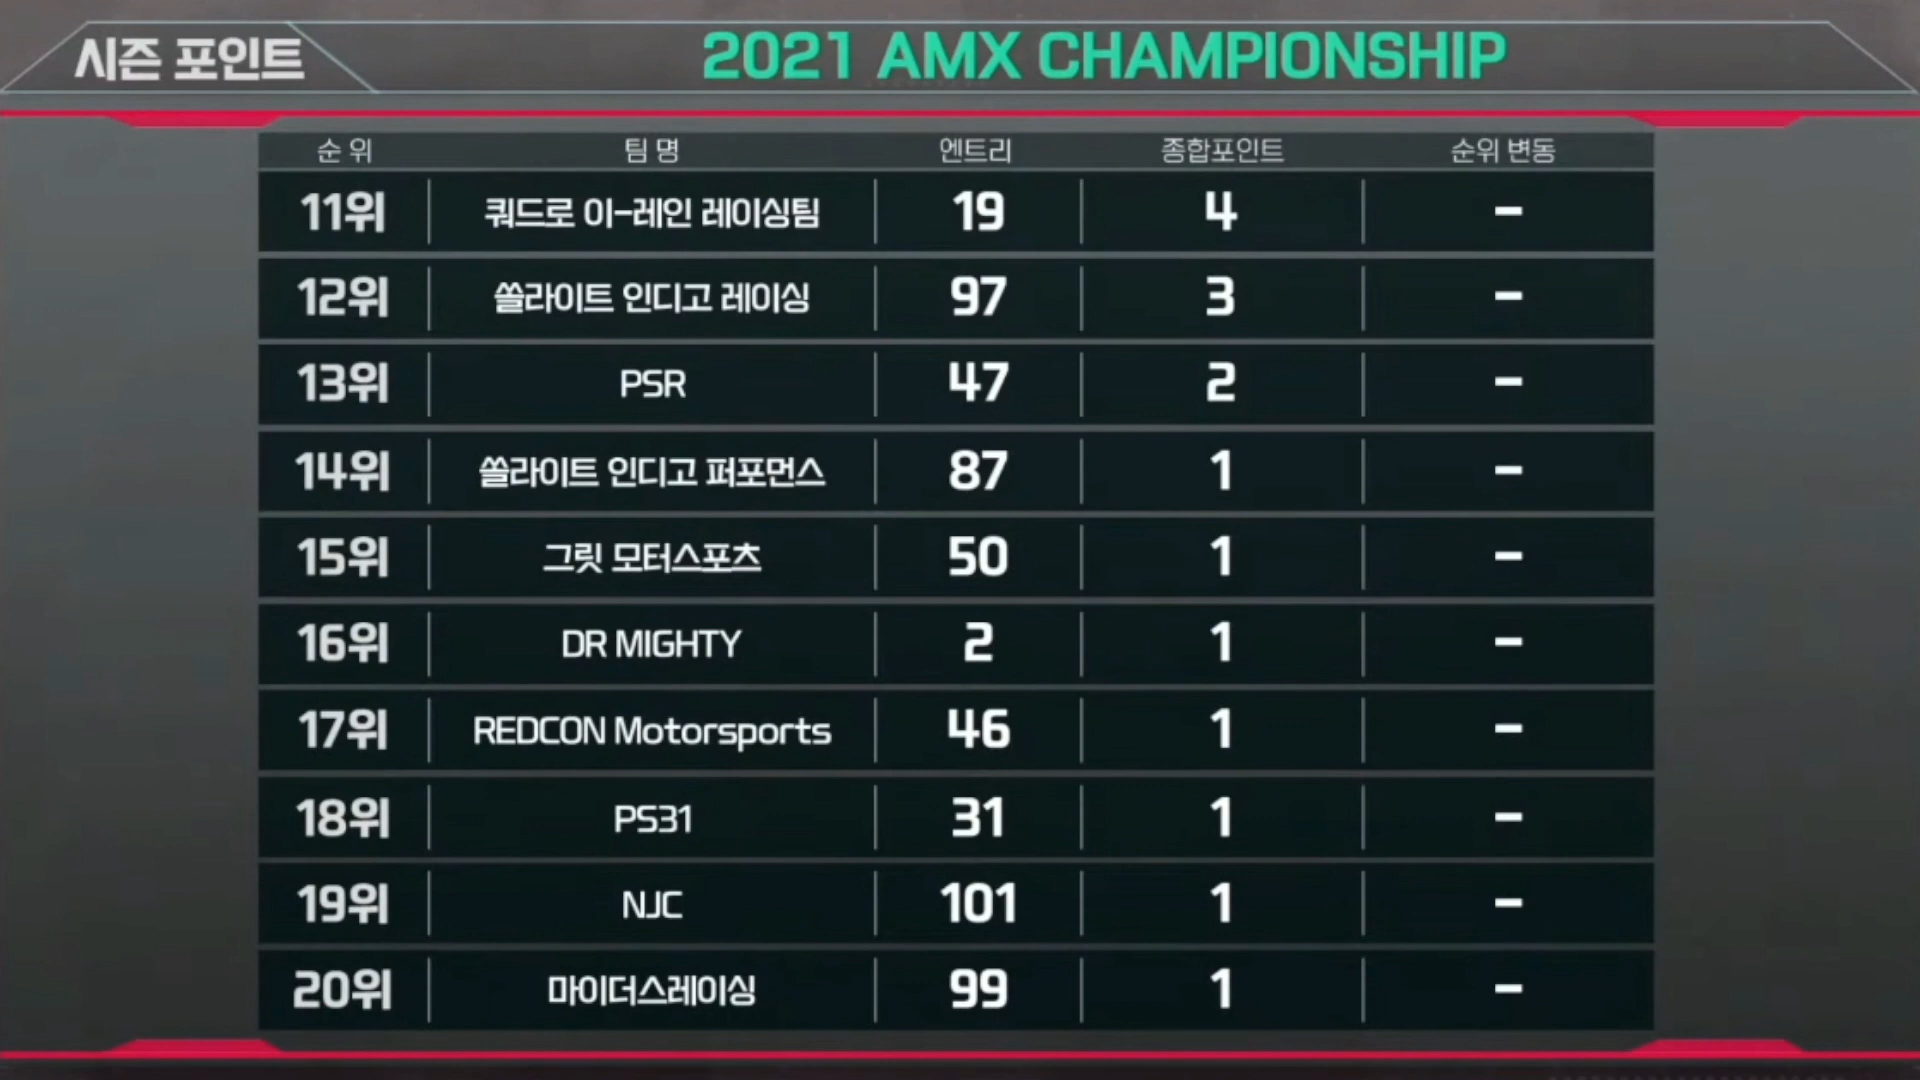 시즌 포인트
2021 AMX CHAMPIONSHIP
순 위 팀 명 엔트리 종합포인트 순위 변동
11위 쿼드로 이-레인 레이싱팀 19 4 -
12위 쏠라이트 인디고 레이싱 97 3 -
13위 PSR 47 2 -
14위 쏠라이트 인디고 퍼포먼스 87 1 -
15위 그릿 모터스포츠 50 1 -
16위 DR MIGHTY 2 1 -
17위 REDCON Motorsports 46 1 -
18위 PS31 31 1 -
19위 NJC 101 1 -
20위 마이더스레이싱 99 1 -